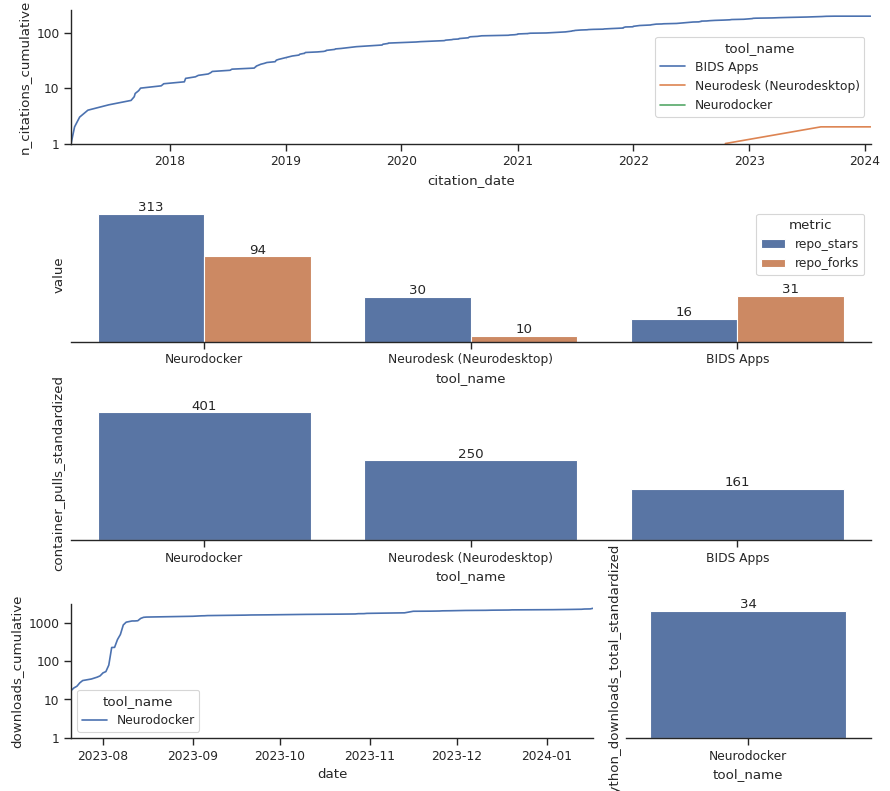 n_citations_cumulative
100
10
1
tool_name
BIDS Apps
Neurodesk (Neurodesktop)
Neurodocker
2018 2019 2020 2021 2022 2023 2024
citation_date
value
313
94
30
10
16
31
metric
repo_stars
repo_forks
Neurodocker Neurodesk (Neurodesktop) BIDS Apps
tool_name
container_pulls_standardized
401
250
161
Neurodocker Neurodesk (Neurodesktop) BIDS Apps
tool_name
downloads_cumulative
1000
100
10
1
tool_name
Neurodocker
2023-08 2023-09 2023-10 2023-11 2023-12 2024-01
date
ython_downloads_total_standardized
34
Neurodocker
tool_name